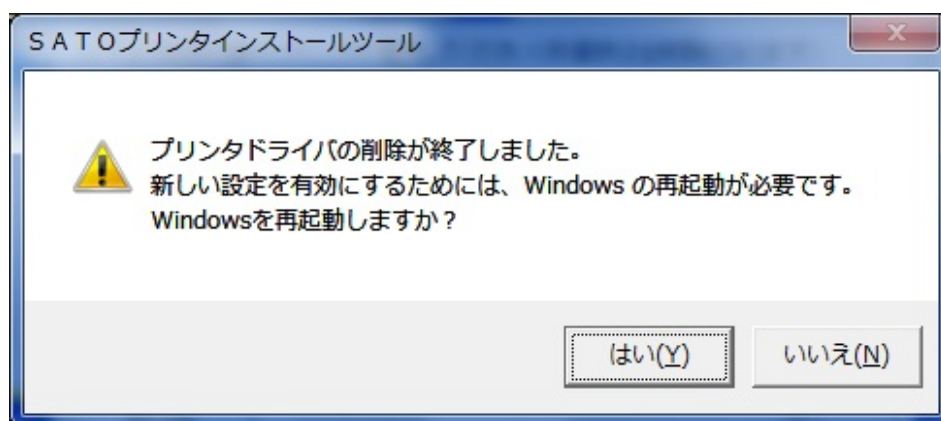 ＳＡＴＯプリンタインストールツール
プリンタドライバの削除が終了しました。
新しい設定を有効にするためには、Windows の再起動が必要です。
Windowsを再起動しますか？
はい(Y)
いいえ(N)